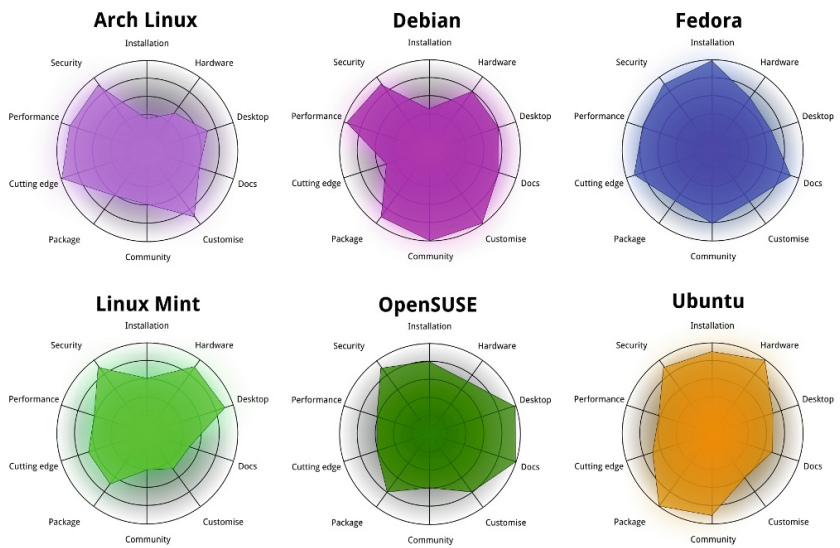 Arch Linux
Installation
Hardware
Desktop
Docs
Customise
Community
Package
Cutting edge
Performance
Security
Debian
Installation
Hardware
Desktop
Docs
Customise
Community
Package
Cutting edge
Performance
Security
Fedora
Installation
Hardware
Desktop
Docs
Customise
Community
Package
Cutting edge
Performance
Security
Linux Mint
Installation
Hardware
Desktop
Docs
Customise
Community
Package
Cutting edge
Performance
Security
OpenSUSE
Installation
Hardware
Desktop
Docs
Customise
Community
Package
Cutting edge
Performance
Security
Ubuntu
Installation
Hardware
Desktop
Docs
Customise
Community
Package
Cutting edge
Performance
Security